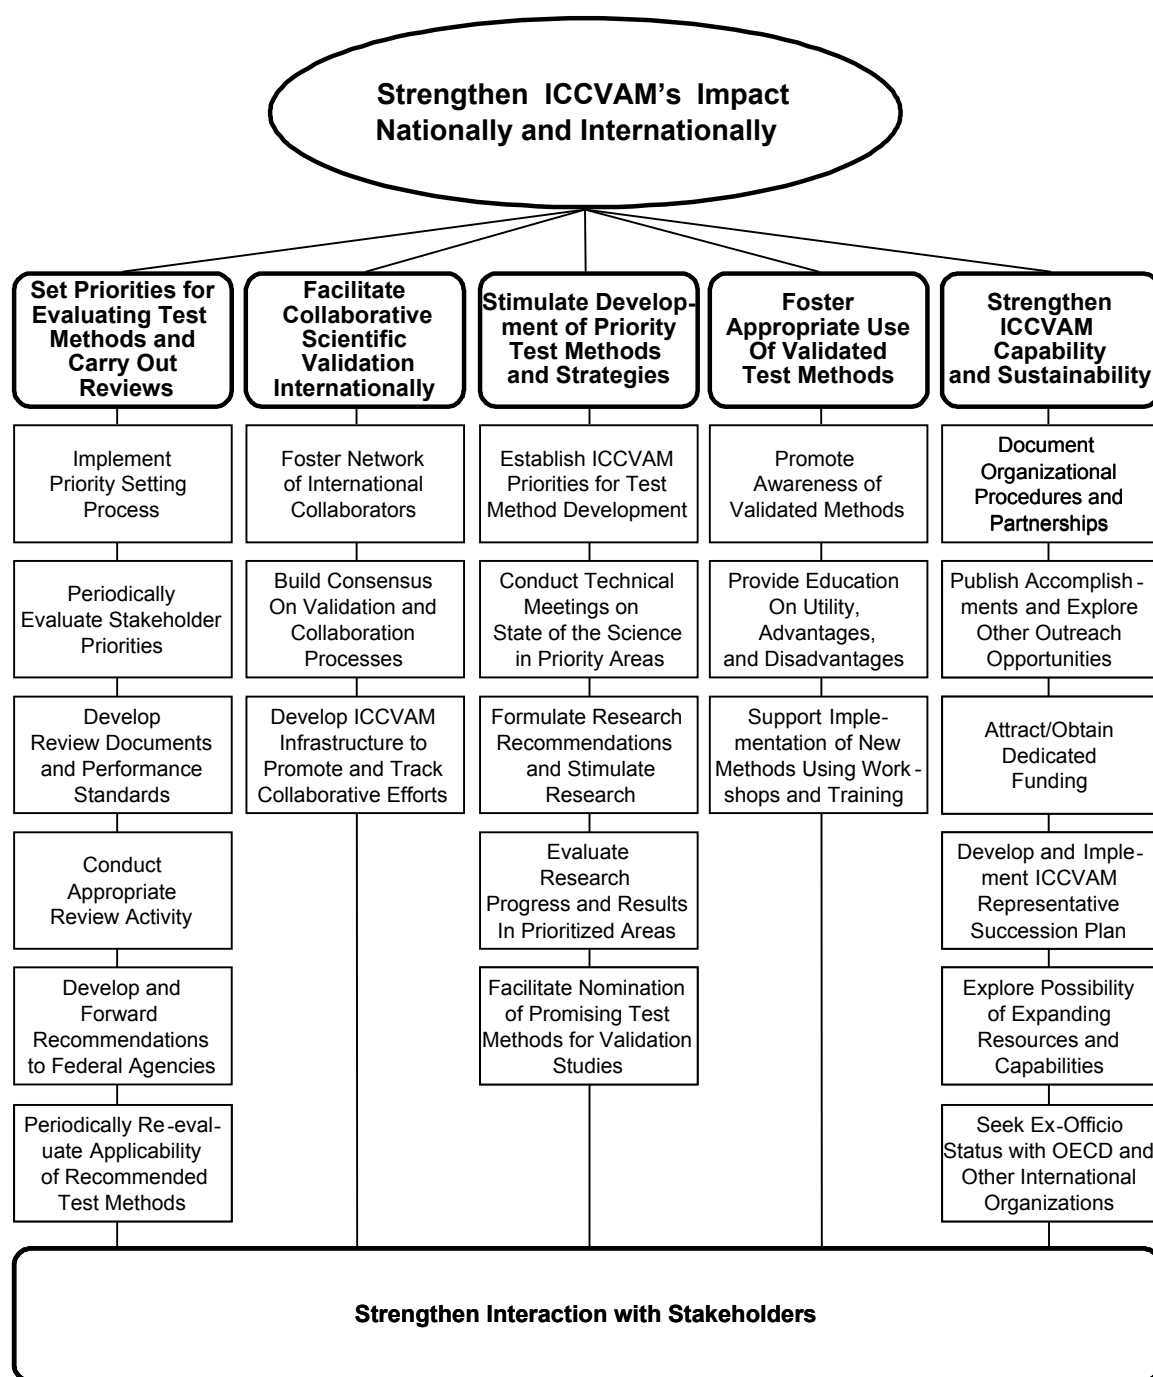 Strengthen ICCVAM’s Impact
Nationally and Internationally
Set Priorities for
Evaluating Test
Methods and
Carry Out
Reviews
Implement
Priority Setting
Process
Periodically
Evaluate Stakeholder
Priorities
Develop
Review Documents
and Performance
Standards
Conduct
Appropriate
Review Activity
Develop and
Forward
Recommendations
to Federal Agencies
Periodically Re-eval-
uate Applicability
of Recommended
Test Methods
Facilitate
Collaborative
Scientific
Validation
Internationally
Foster Network
of International
Collaborators
Build Consensus
On Validation and
Collaboration
Processes
Develop ICCVAM
Infrastructure to
Promote and Track
Collaborative Efforts
Stimulate Develop-
ment of Priority
Test Methods
and Strategies
Establish ICCVAM
Priorities for Test
Method Development
Conduct Technical
Meetings on
State of the Science
in Priority Areas
Formulate Research
Recommendations
and Stimulate
Research
Evaluate
Research
Progress and Results
In Prioritized Areas
Facilitate Nomination
of Promising Test
Methods for Validation
Studies
Foster
Appropriate Use
Of Validated
Test Methods
Promote
Awareness of
Validated Methods
Provide Education
On Utility,
Advantages,
and Disadvantages
Support Imple-
mentation of New
Methods Using Work-
shops and Training
Strengthen
ICCVAM
Capability
and Sustainability
Document
Organizational
Procedures and
Partnerships
Publish Accomplish-
ments and Explore
Other Outreach
Opportunities
Attract/Obtain
Dedicated
Funding
Develop and Imple-
ment ICCVAM
Representative
Succession Plan
Explore Possibility
of Expanding
Resources and
Capabilities
Seek Ex-Officio
Status with OECD and
Other International
Organizations
Strengthen Interaction with Stakeholders